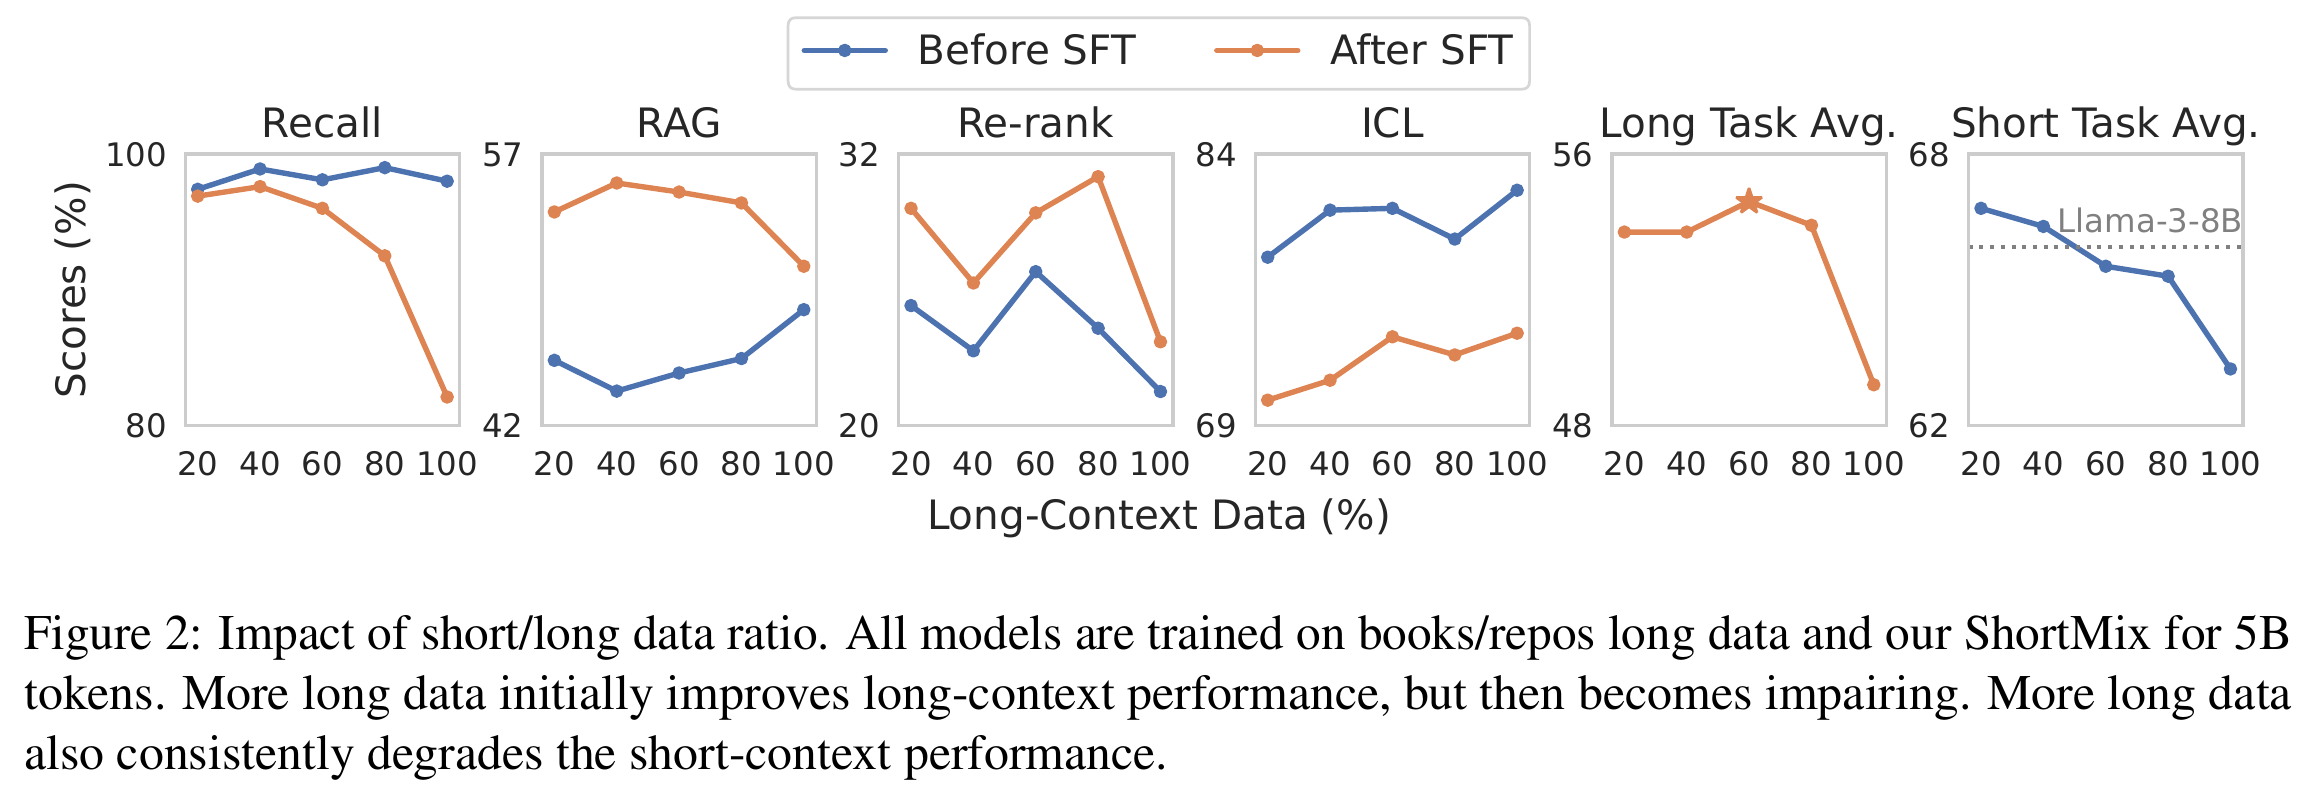 Before SFT After SFT
Recall RAG Re-rank ICL Long Task Avg. Short Task Avg.
100 57 32 84 56 68
Scores (%)
Llama-3-8B
80 42 20 69 48 62
20 40 60 80 100 20 40 60 80 100 20 40 60 80 100 20 40 60 80 100 20 40 60 80 100 20 40 60 80 100
Long-Context Data (%)
Figure 2: Impact of short/long data ratio. All models are trained on books/repos long data and our ShortMix for 5B
tokens. More long data initially improves long-context performance, but then becomes impairing. More long data
also consistently degrades the short-context performance.